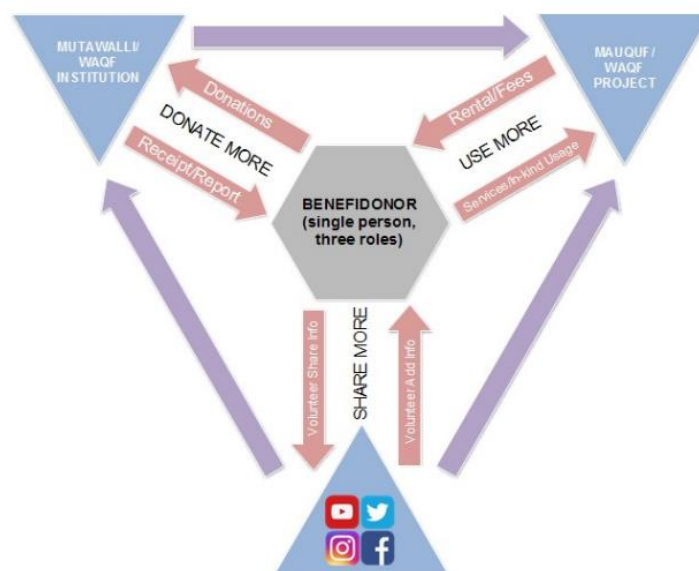 MUTAWALLI/
WAQF
INSTITUTION
MAUQUF/
WAQF
PROJECT
Donations
DONATE MORE
Receipt/Report
Rental/Fees
USE MORE
Services/In-kind Usage
BENEFIDONOR
(single person,
three roles)
Volunteer Share Info
SHARE MORE
Volunteer Add Info